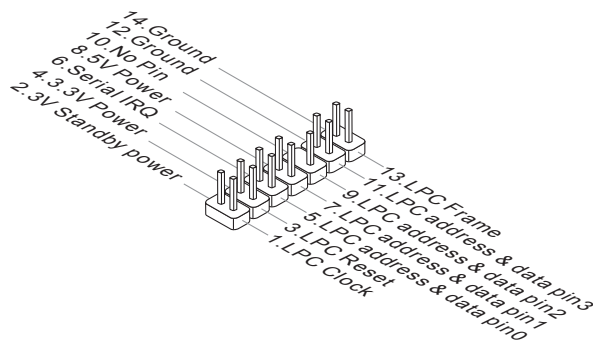 14.Ground
12.Ground
10.No Pin
8.5V Power
6.Serial IRQ
4.3.3V Power
2.3V Standby power
13.LPC Frame
11.LPC address & data pin3
9.LPC address & data pin2
7.LPC address & data pin1
5.LPC address & data pin0
3.LPC Reset
1.LPC Clock